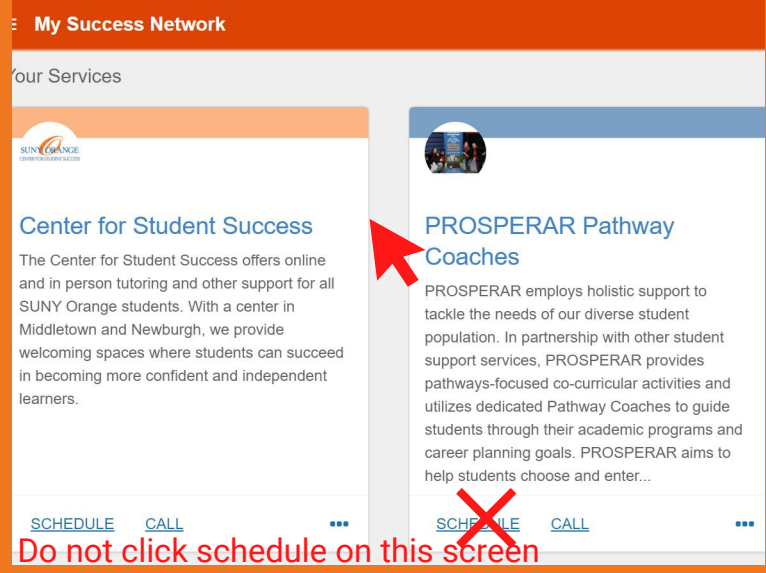 My Success Network
Your Services
SUNY ORANGE
CENTER FOR STUDENT SUCCESS
Center for Student Success
The Center for Student Success offers online
and in person tutoring and other support for all
SUNY Orange students. With a center in
Middletown and Newburgh, we provide
welcoming spaces where students can succeed
in becoming more confident and independent
learners.
SCHEDULE CALL
PROSPERAR Pathway
Coaches
PROSPERAR employs holistic support to
tackle the needs of our diverse student
population. In partnership with other student
support services, PROSPERAR provides
pathways-focused co-curricular activities and
utilizes dedicated Pathway Coaches to guide
students through their academic programs and
career planning goals. PROSPERAR aims to
help students choose and enter...
SCHEDULE CALL
Do not click schedule on this screen